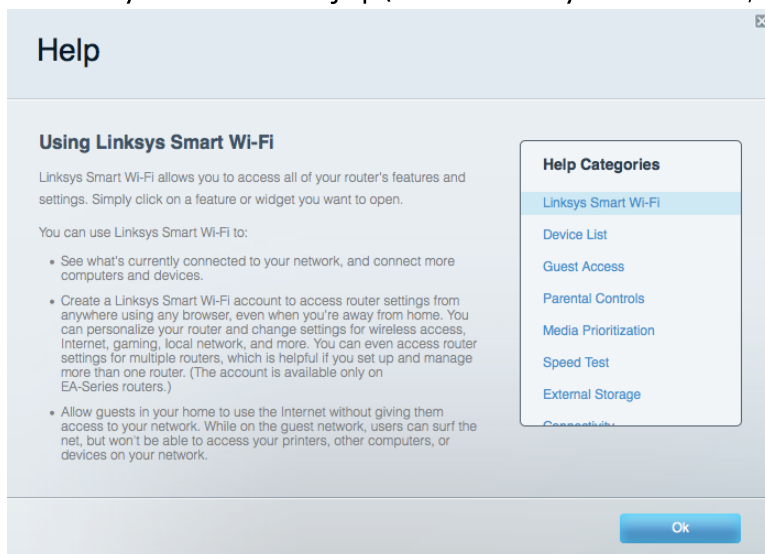 Help
Using Linksys Smart Wi-Fi
Linksys Smart Wi-Fi allows you to access all of your router's features and
settings. Simply click on a feature or widget you want to open.
You can use Linksys Smart Wi-Fi to:
• See what's currently connected to your network, and connect more
computers and devices.
• Create a Linksys Smart Wi-Fi account to access router settings from
anywhere using any browser, even when you're away from home. You
can personalize your router and change settings for wireless access,
Internet, gaming, local network, and more. You can even access router
settings for multiple routers, which is helpful if you set up and manage
more than one router. (The account is available only on
EA-Series routers.)
• Allow guests in your home to use the Internet without giving them
access to your network. While on the guest network, users can surf the
net, but won't be able to access your printers, other computers, or
devices on your network.
Help Categories
Linksys Smart Wi-Fi
Device List
Guest Access
Parental Controls
Media Prioritization
Speed Test
External Storage
Connectivity
Ok